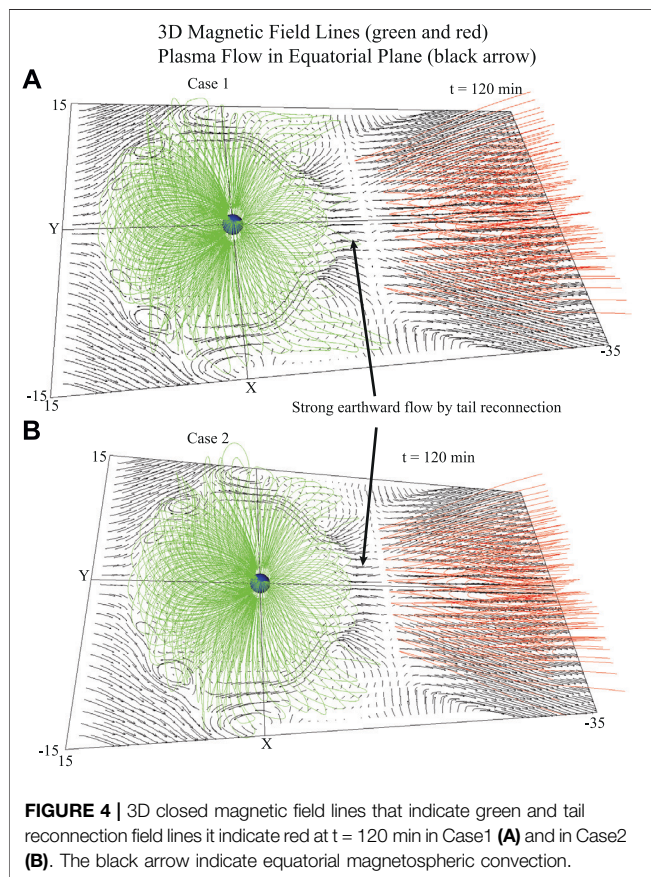 3D Magnetic Field Lines (green and red)
Plasma Flow in Equatorial Plane (black arrow)
A
Case 1
t = 120 min
15
Y
X
-15
15
-35
Strong earthward flow by tail reconnection
B
Case 2
t = 120 min
15
Y
X
-15
15
-35
FIGURE 4 | 3D closed magnetic field lines that indicate green and tail
reconnection field lines it indicate red at t = 120 min in Case1 (A) and in Case2
(B). The black arrow indicate equatorial magnetospheric convection.